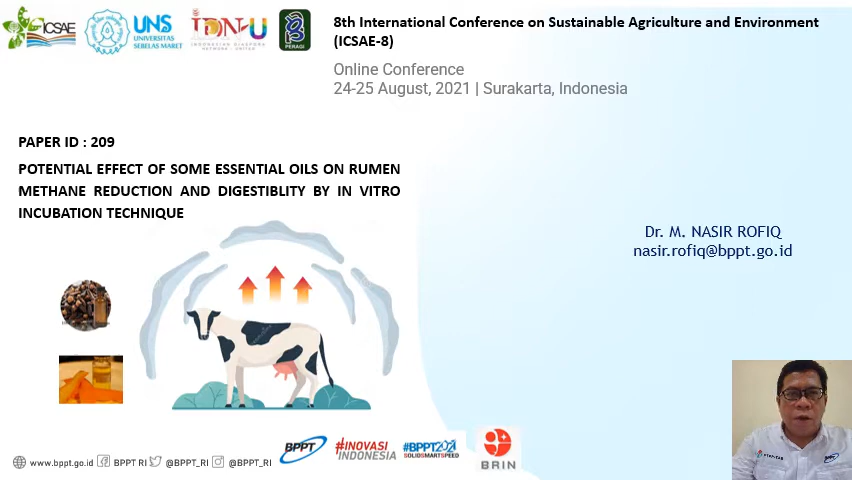 ICSAE
UNS
UNIVERSITAS
SEBELAS MARET
IDN-U
INDONESIAN DIASPORA
NETWORK - UNITED
PERAGI
8th International Conference on Sustainable Agriculture and Environment
(ICSAE-8)
Online Conference
24-25 August, 2021 | Surakarta, Indonesia
PAPER ID : 209
POTENTIAL EFFECT OF SOME ESSENTIAL OILS ON RUMEN
METHANE REDUCTION AND DIGESTIBLITY BY IN VITRO
INCUBATION TECHNIQUE
Dr. M. NASIR ROFIQ
nasir.rofiq@bppt.go.id
www.bppt.go.id
BPPT RI
@BPPT_RI
@BPPT_RI
BPPT
#INOVASI
INDONESIA
#BPPT2021
SOLIDSMARTSPEED
BRIN